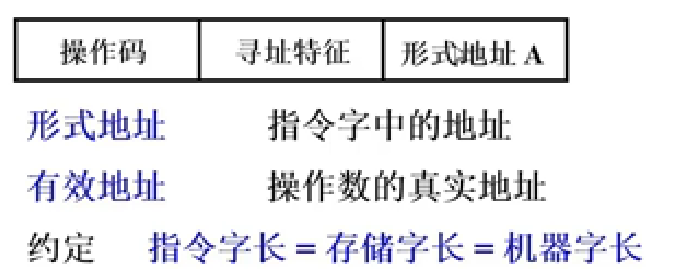 操作码 寻址特征 形式地址 A
形式地址 指令字中的地址
有效地址 操作数的真实地址
约定 指令字长 = 存储字长 = 机器字长